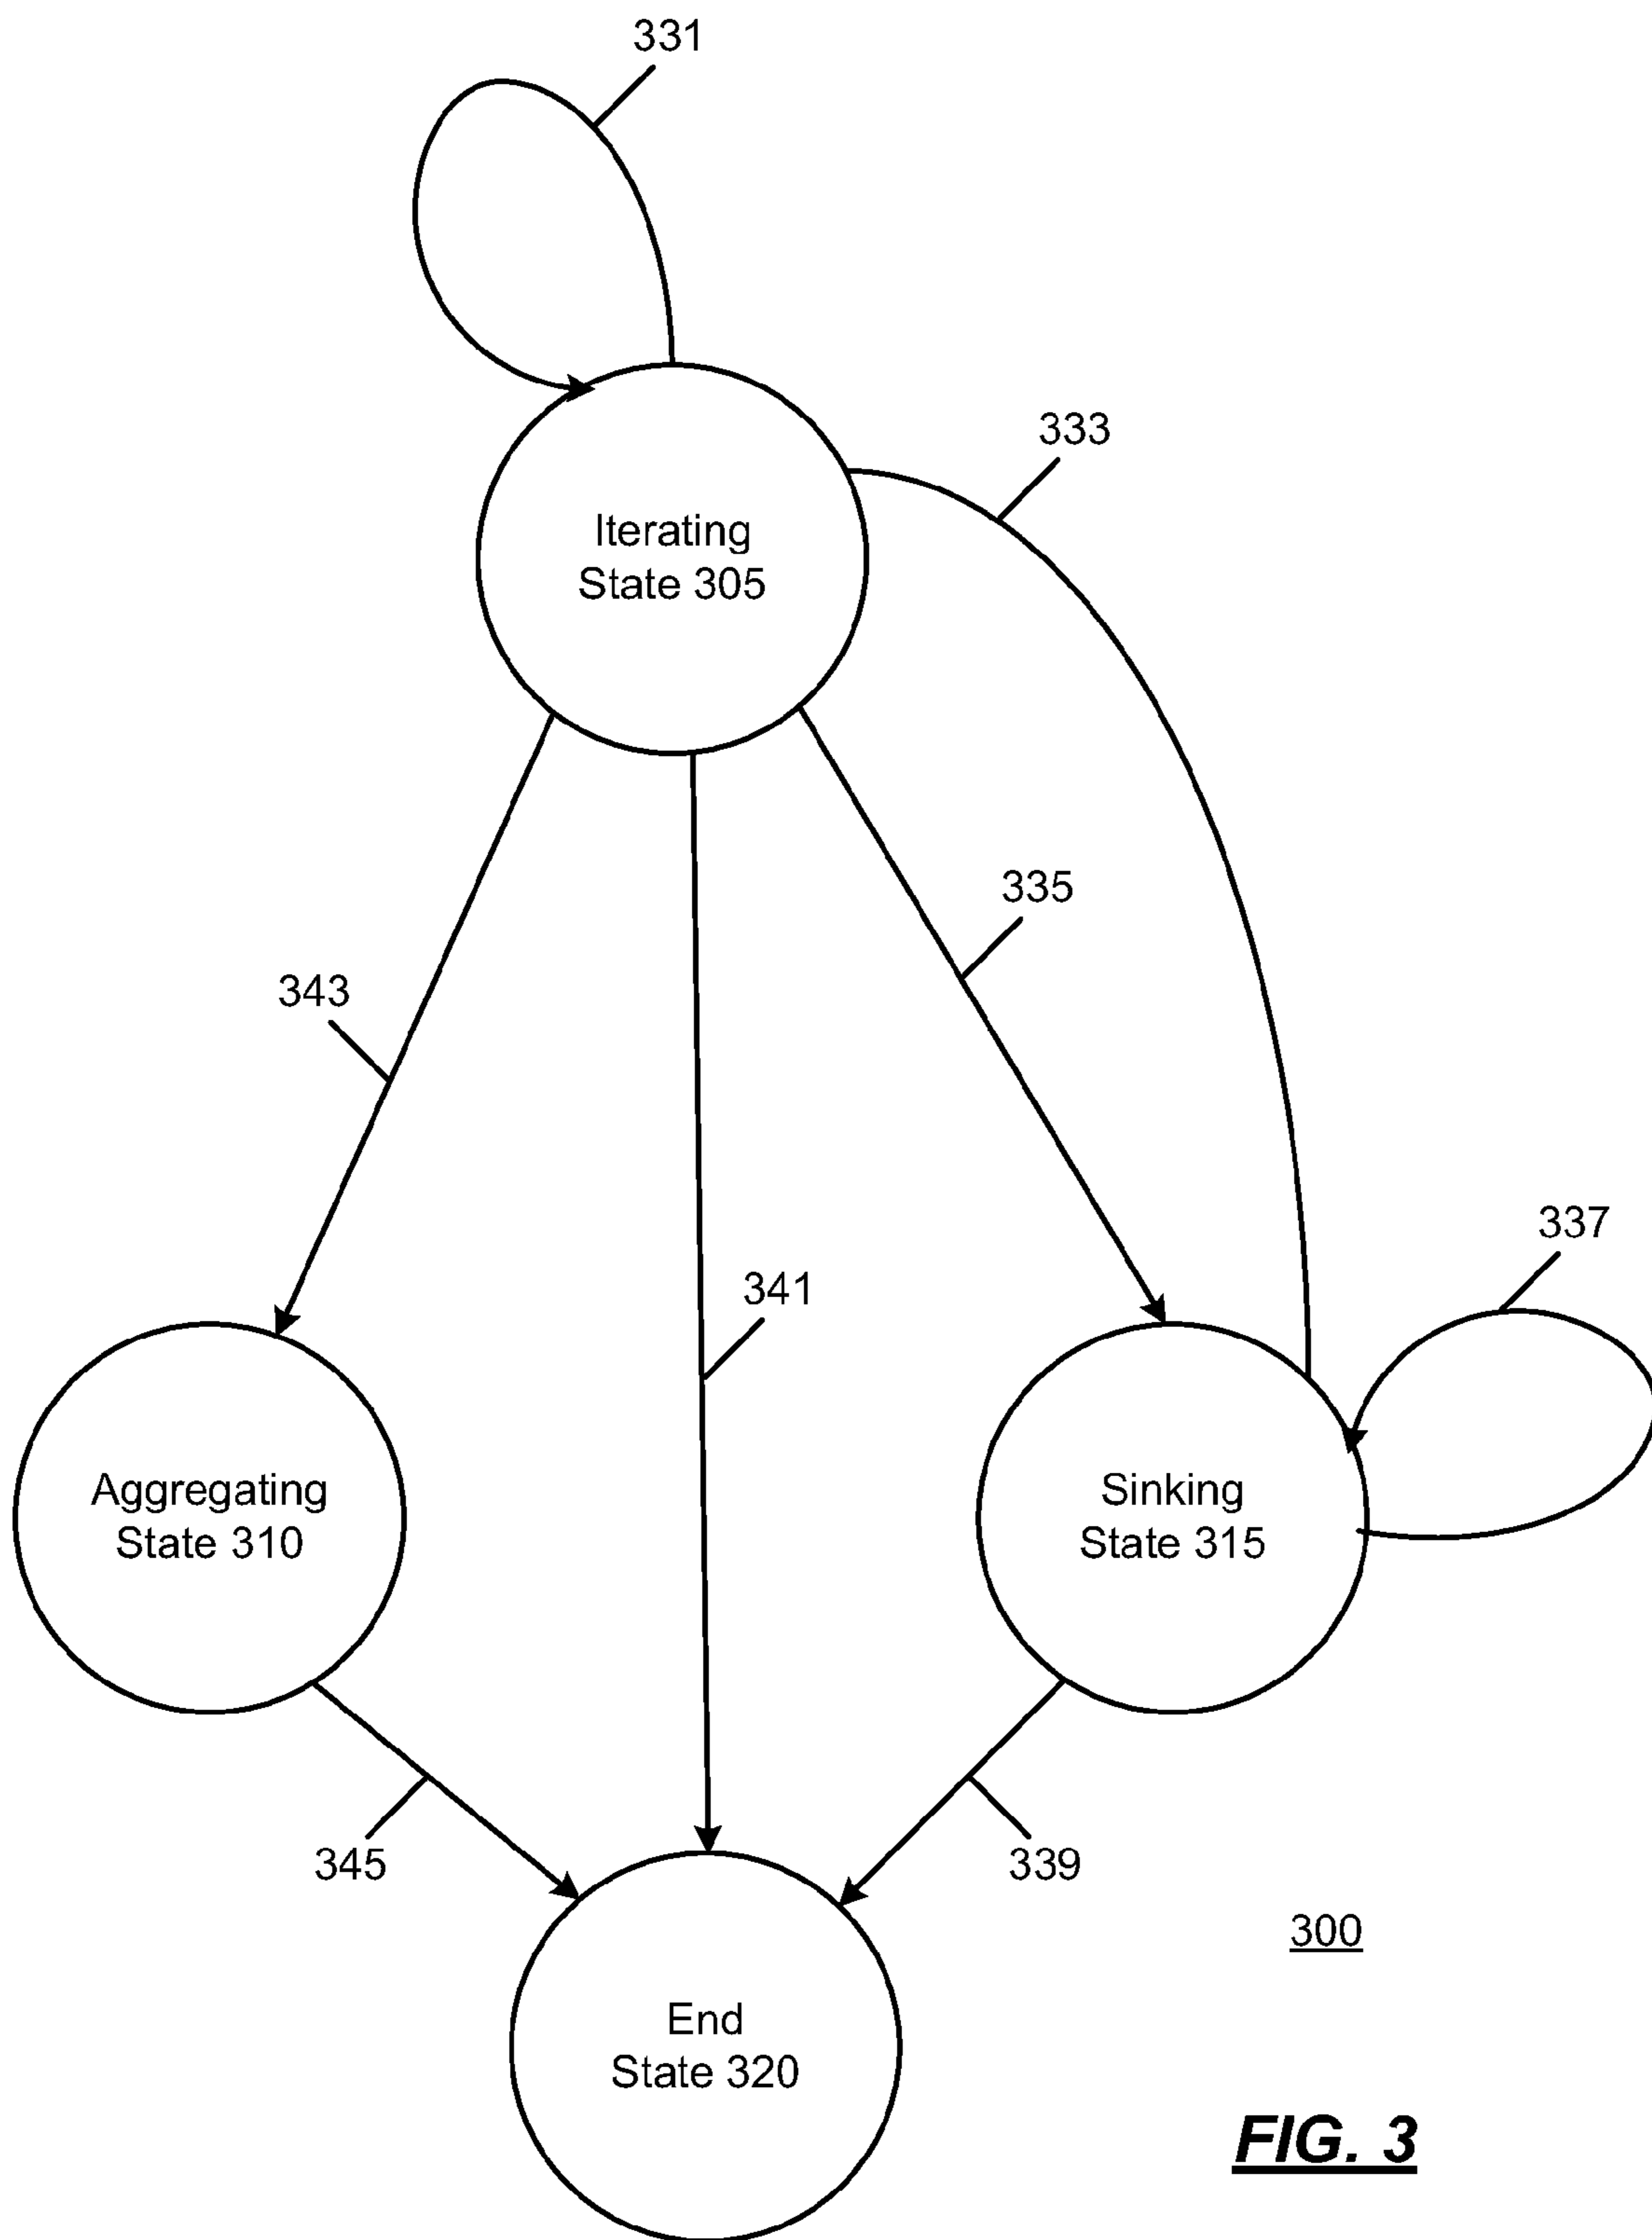 331
333
Iterating
State 305
335
343
337
341
Aggregating
State 310
Sinking
State 315
345
339
300
End
State 320
FIG. 3